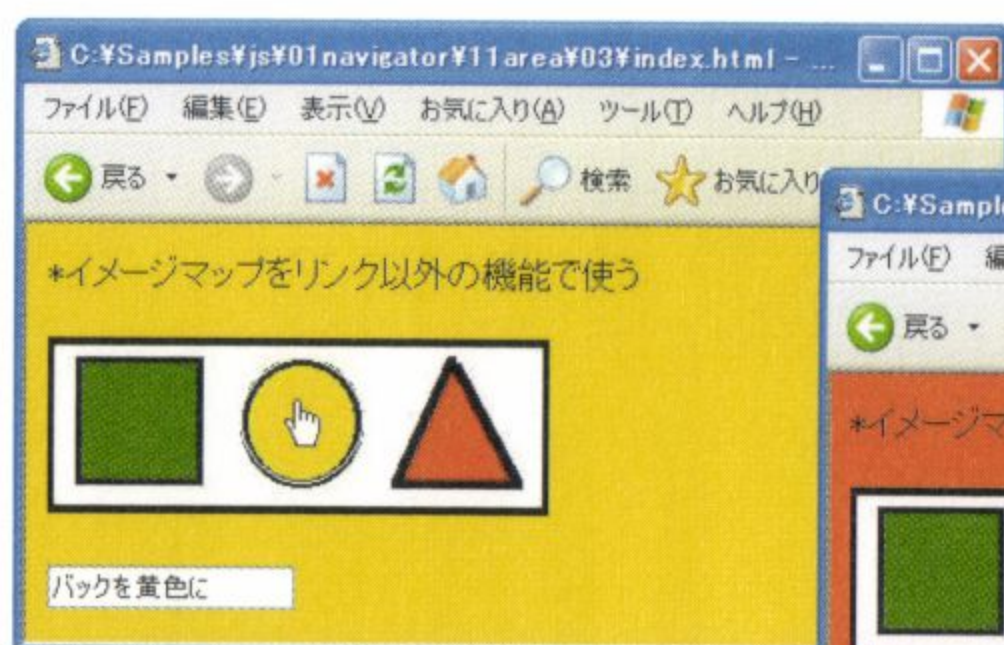 C:¥Samples¥js¥01navigator¥11area¥03¥index.html - ...
ファイル(F) 編集(E) 表示(V) お気に入り(A) ツール(T) ヘルプ(H)
戻る 検索 お気に入り
*イメージマップをリンク以外の機能で使う
バックを黄色に
C:¥Sampl
ファイル(F) 編
戻る
*イメージマ